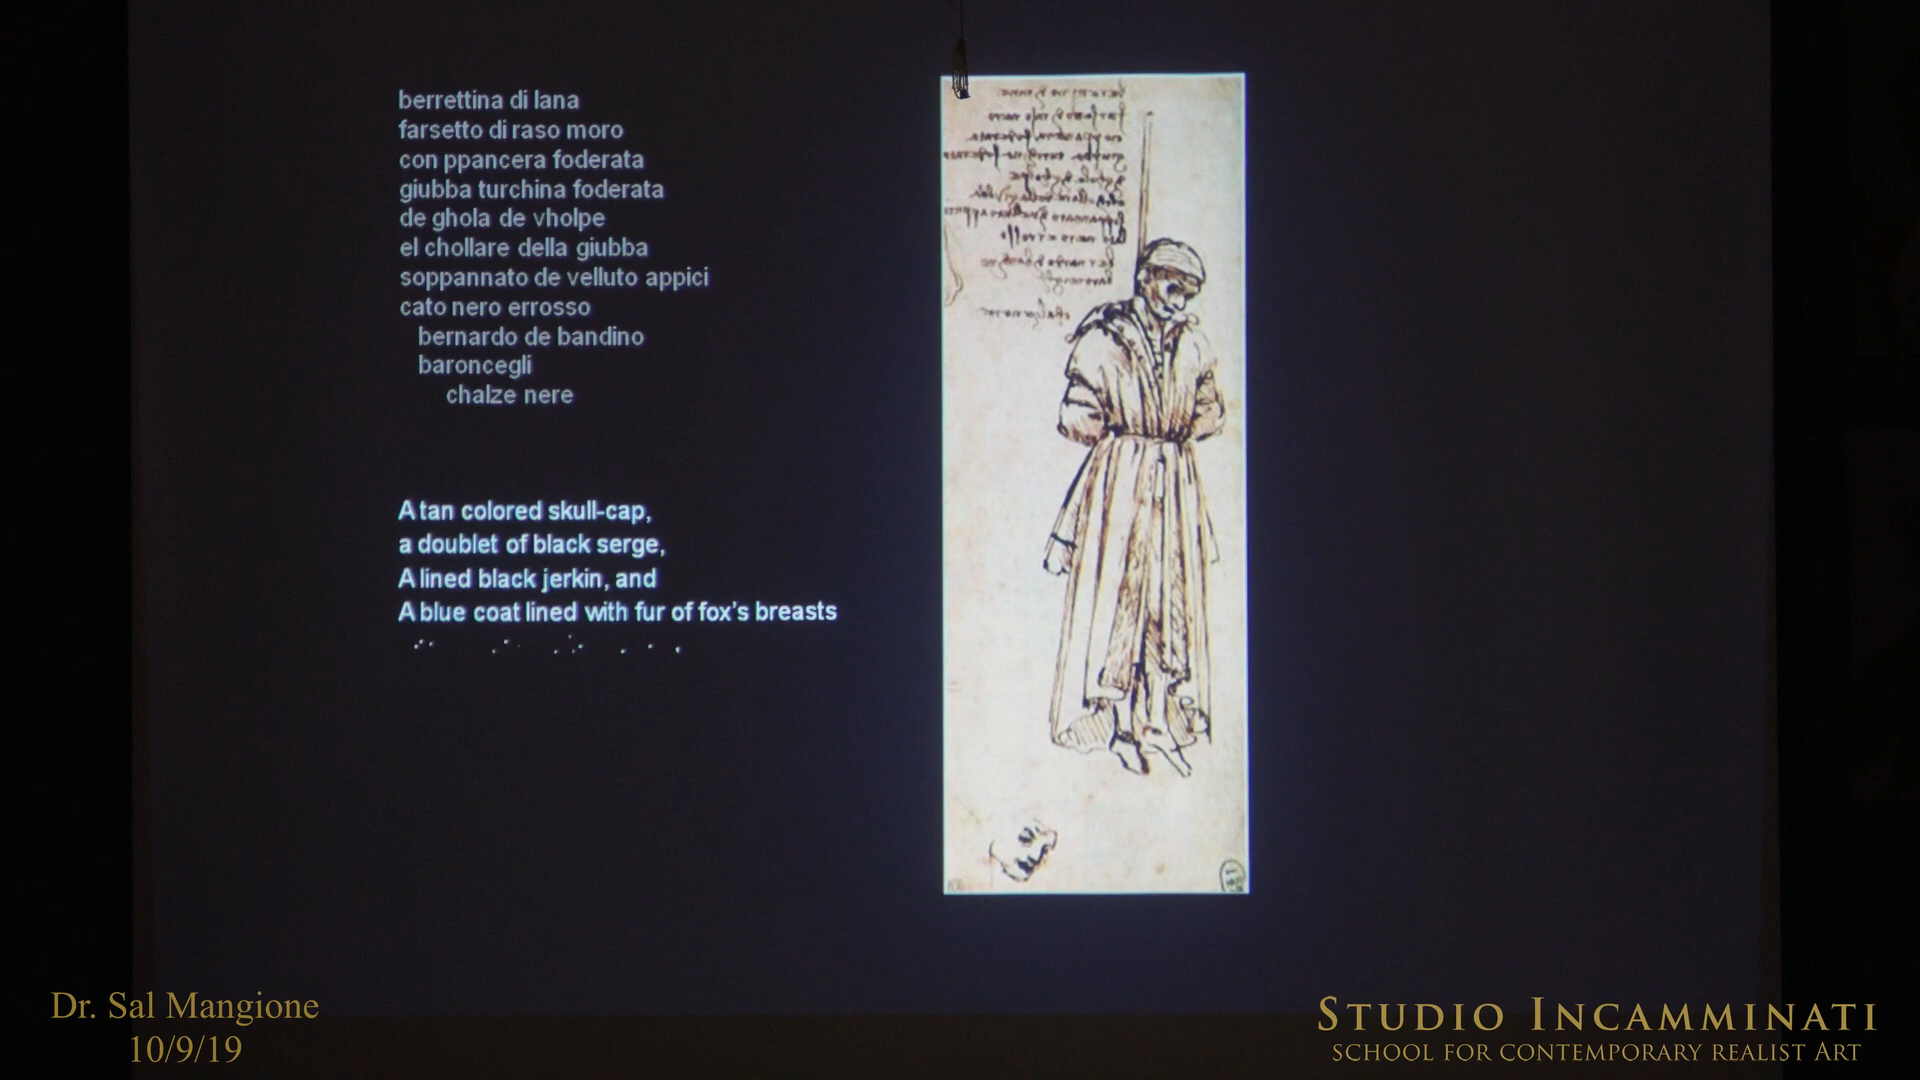 berrettina di lana
farsetto di raso moro
con ppancera foderata
giubba turchina foderata
de ghola de vholpe
el chollare della giubba
soppannato de velluto appici
cato nero errosso
bernardo de bandino
baroncegli
chalze nere
A tan colored skull-cap,
a doublet of black serge,
A lined black jerkin, and
A blue coat lined with fur of fox's breasts
Dr. Sal Mangione
10/9/19
STUDIO INCAMMINATI
SCHOOL FOR CONTEMPORARY REALIST ART